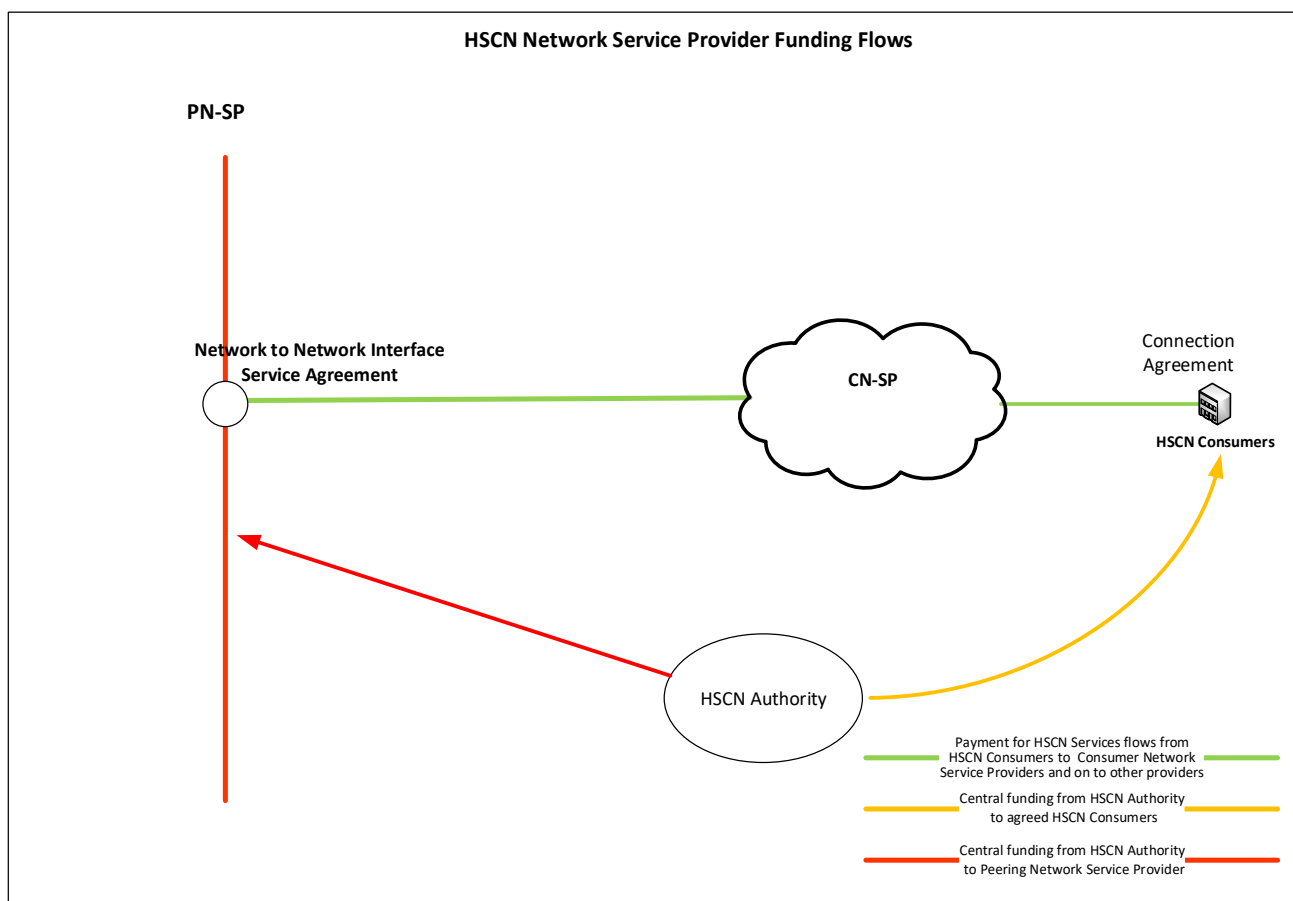 HSCN Network Service Provider Funding Flows
PN-SP
Network to Network Interface
Service Agreement
CN-SP
Connection
Agreement
HSCN Consumers
HSCN Authority
Payment for HSCN Services flows from
HSCN Consumers to Consumer Network
Service Providers and on to other providers
Central funding from HSCN Authority
to agreed HSCN Consumers
Central funding from HSCN Authority
to Peering Network Service Provider